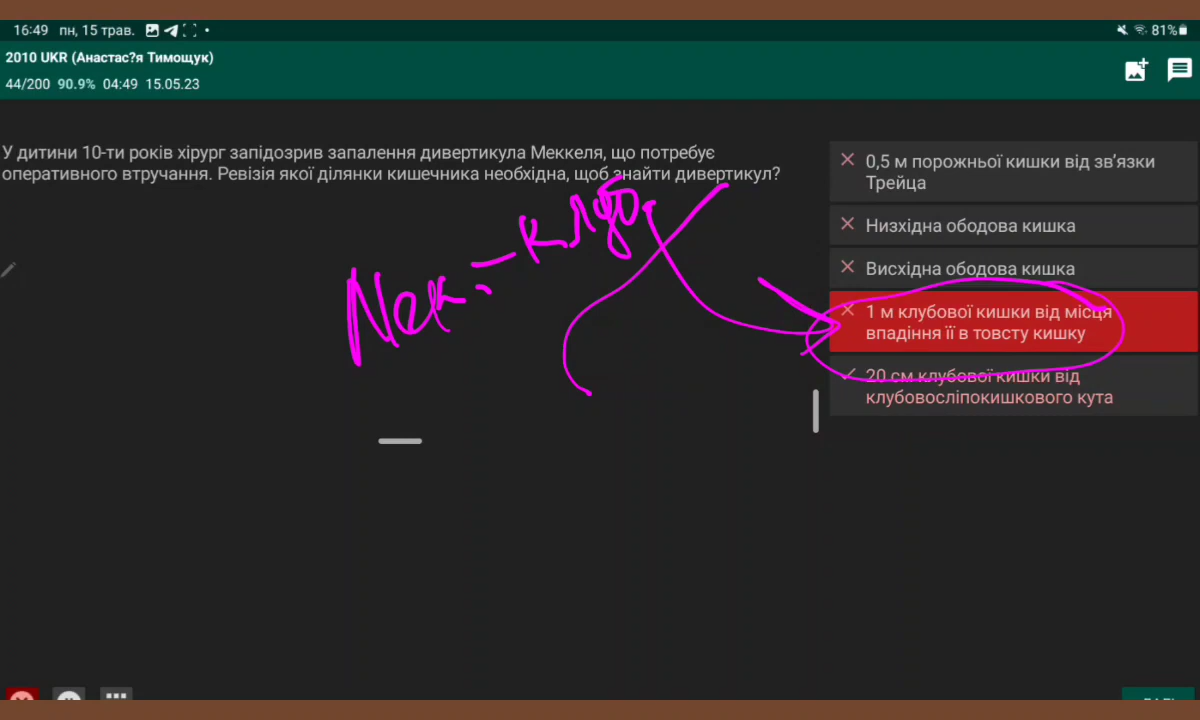 16:49 пн, 15 трав.
81%
2010 UKR (Анастас?я Тимощук)
44/200 90.9% 04:49 15.05.23
У дитини 10-ти років хірург запідозрив запалення дивертикула Меккеля, що потребує
оперативного втручання. Ревізія якої ділянки кишечника необхідна, щоб знайти дивертикул?
0,5 м порожньої кишки від зв'язки
Трейца
Низхідна ободова кишка
Висхідна ободова кишка
1 м клубової кишки від місця
впадіння її в товсту кишку
20 см клубової кишки від
клубовосліпокишкового кута
Мек - клуб.